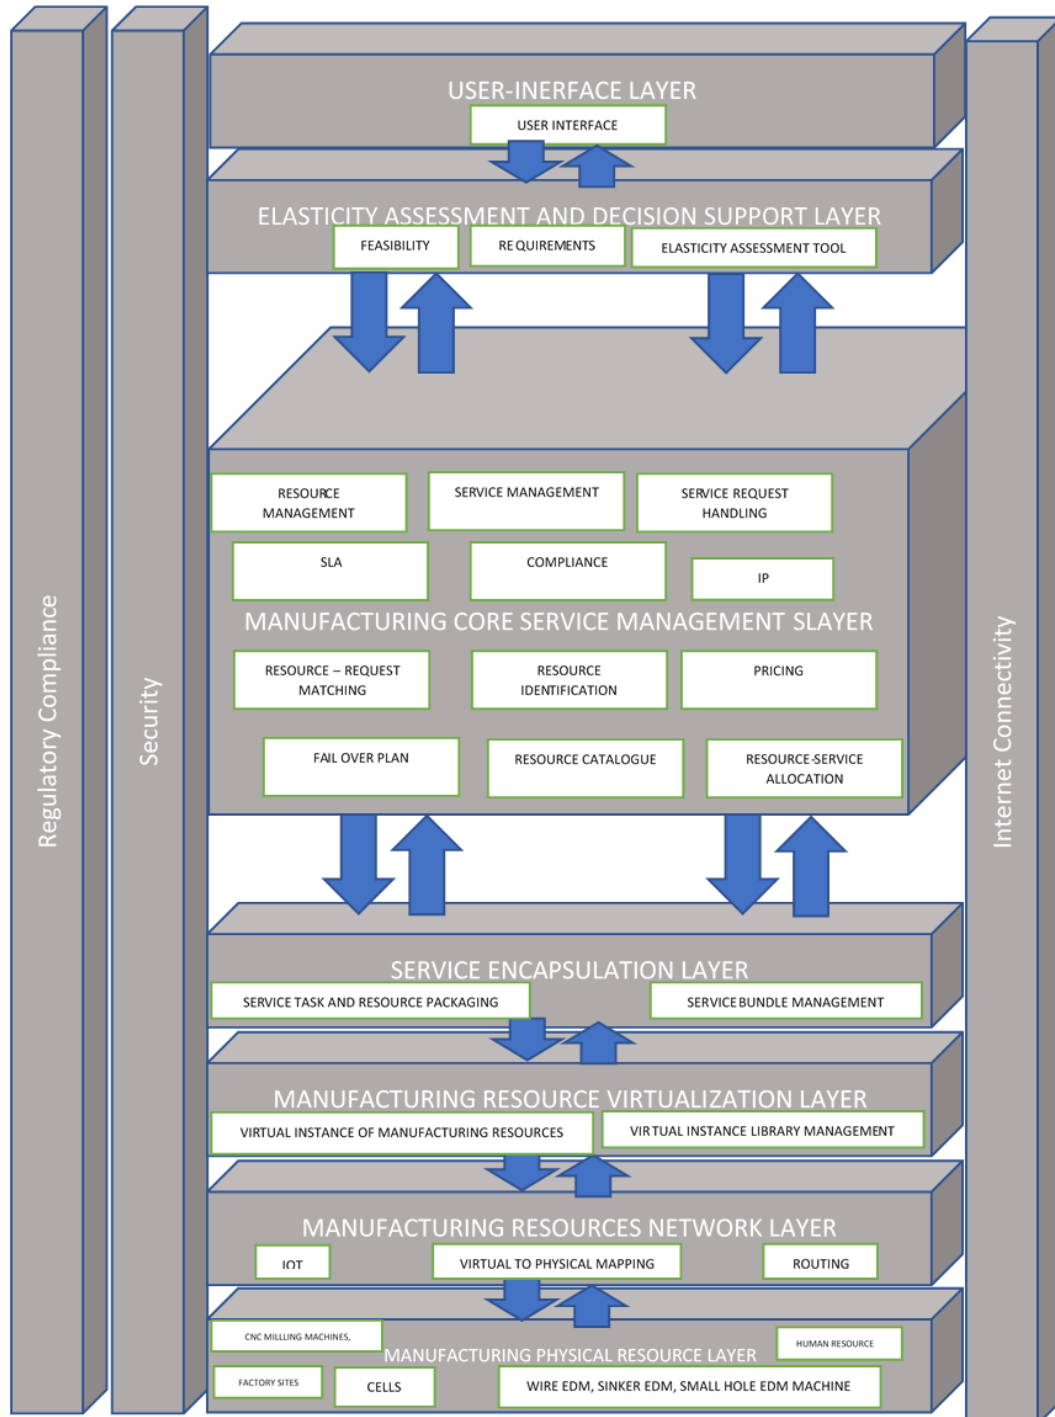 USER-INERFACE LAYER
USER INTERFACE
ELASTICITY ASSESSMENT AND DECISION SUPPORT LAYER
FEASIBILITY
REQUIREMENTS
ELASTICITY ASSESSMENT TOOL
RESOURCE
MANAGEMENT
SERVICE MANAGEMENT
SERVICE REQUEST
HANDLING
SLA
COMPLIANCE
IP
MANUFACTURING CORE SERVICE MANAGEMENT SLAYER
RESOURCE – REQUEST
MATCHING
RESOURCE
IDENTIFICATION
PRICING
FAIL OVER PLAN
RESOURCE CATALOGUE
RESOURCE-SERVICE
ALLOCATION
SERVICE ENCAPSULATION LAYER
SERVICE TASK AND RESOURCE PACKAGING
SERVICE BUNDLE MANAGEMENT
MANUFACTURING RESOURCE VIRTUALIZATION LAYER
VIRTUAL INSTANCE OF MANUFACTURING RESOURCES
VIRTUAL INSTANCE LIBRARY MANAGEMENT
MANUFACTURING RESOURCES NETWORK LAYER
IOT
VIRTUAL TO PHYSICAL MAPPING
ROUTING
CNC MILLLING MACHINES,
HUMAN RESOURCE
MANUFACTURING PHYSICAL RESOURCE LAYER
FACTORY SITES
CELLS
WIRE EDM, SINKER EDM, SMALL HOLE EDM MACHINE
Regulatory Compliance
Security
Internet Connectivity